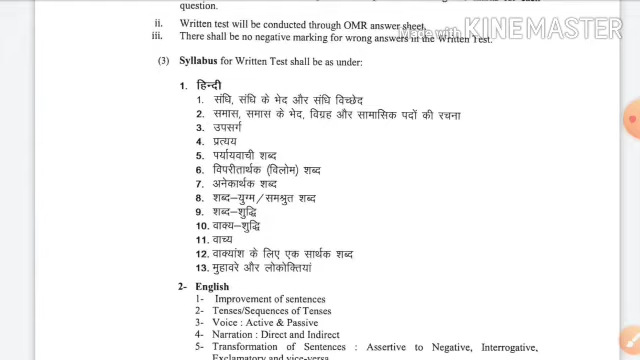 question.
ii. Written test will be conducted through OMR answer sheet.
Made with KINEMASTER
iii. There shall be no negative marking for wrong answers in the Written Test.
(3) Syllabus for Written Test shall be as under:
1. हिन्दी
1. संधि, संधि के भेद और संधि विच्छेद
2. समास, समास के भेद, विग्रह और सामासिक पदों की रचना
3. उपसर्ग
4. प्रत्यय
5. पर्यायवाची शब्द
6. विपरीतार्थक (विलोम) शब्द
7. अनेकार्थक शब्द
8. शब्द–युग्म/समश्रुत शब्द
9. शब्द–शुद्धि
10. वाक्य–शुद्धि
11. वाच्य
12. वाक्यांश के लिए एक सार्थक शब्द
13. मुहावरे और लोकोक्तियां
2- English
1- Improvement of sentences
2- Tenses/Sequences of Tenses
3- Voice : Active & Passive
4- Narration : Direct and Indirect
5- Transformation of Sentences : Assertive to Negative, Interrogative,
Exclamatory and vice-versa